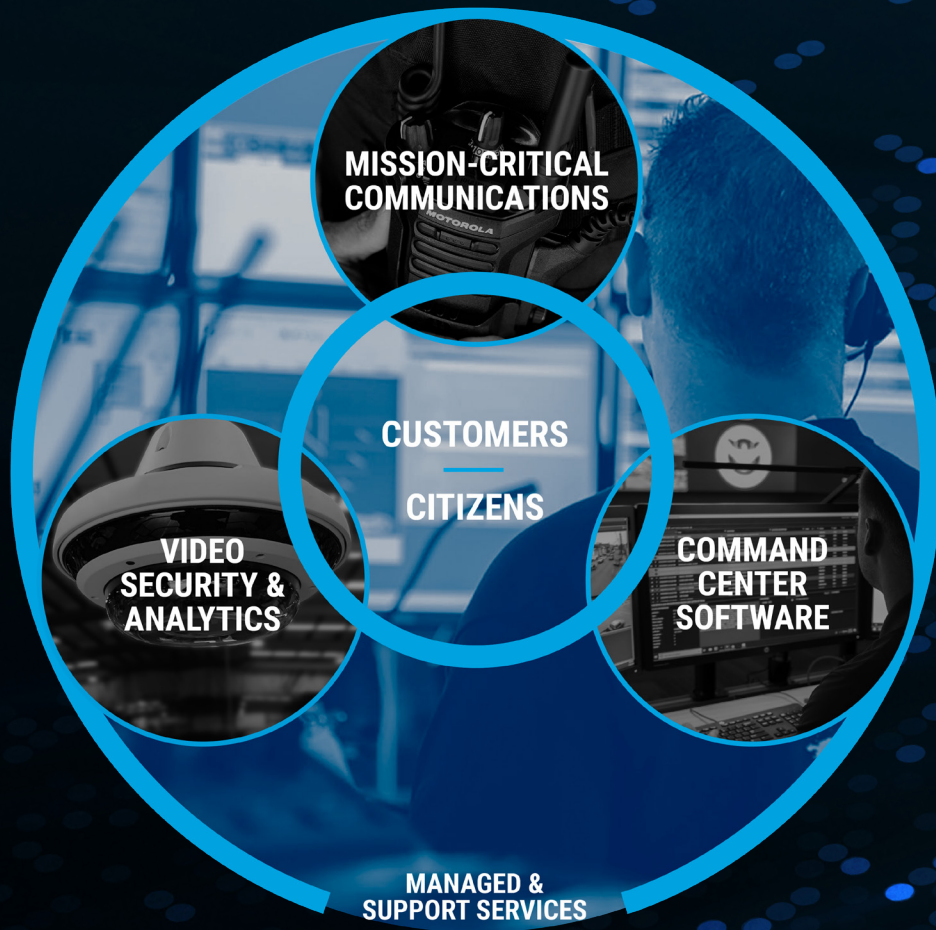 MISSION-CRITICAL
COMMUNICATIONS
MOTOROLA
CUSTOMERS
CITIZENS
VIDEO
SECURITY &
ANALYTICS
COMMAND
CENTER
SOFTWARE
MANAGED &
SUPPORT SERVICES